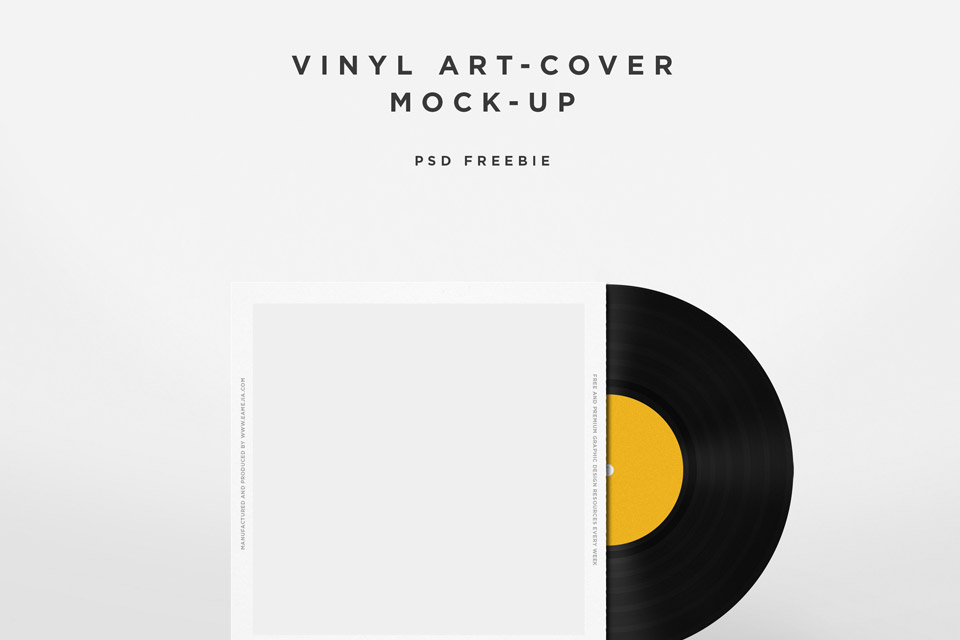 VINYL ART-COVER
MOCK-UP
PSD FREEBIE
MANUFACTURED AND PRODUCED BY WWW.EAMEJIA.COM
FREE AND PREMIUM GRAPHIC DESIGN RESOURCES EVERY WEEK